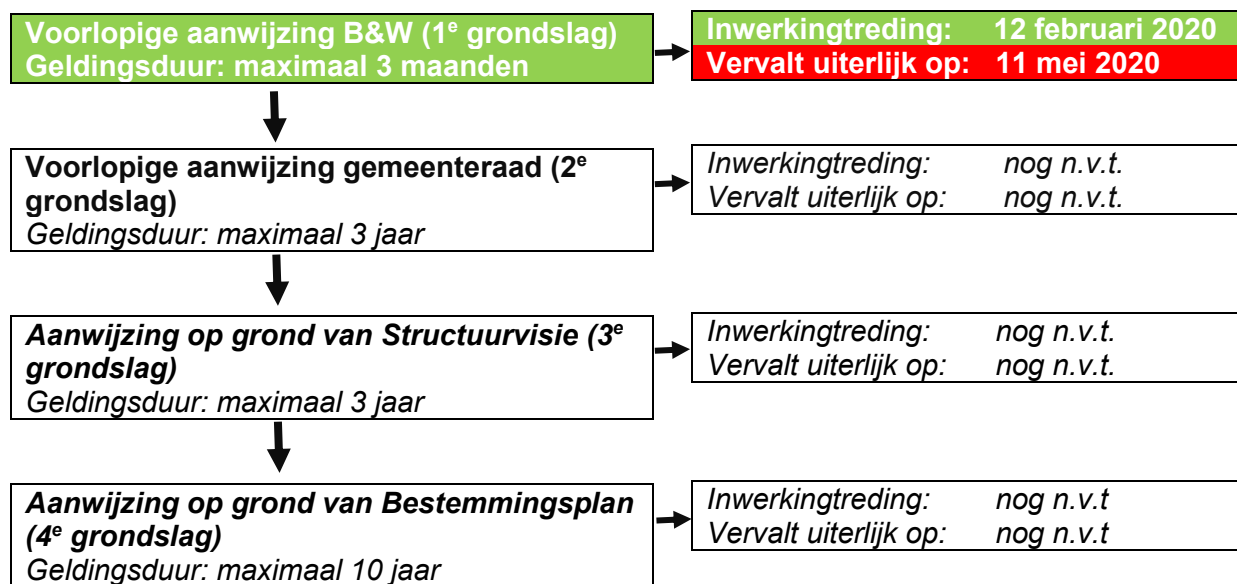 Voorlopige aanwijzing B&W (1e grondslag)
Geldingsduur: maximaal 3 maanden
Inwerkingtreding: 12 februari 2020
Vervalt uiterlijk op: 11 mei 2020
Voorlopige aanwijzing gemeenteraad (2e
grondslag)
Geldingsduur: maximaal 3 jaar
Inwerkingtreding: nog n.v.t.
Vervalt uiterlijk op: nog n.v.t.
Aanwijzing op grond van Structuurvisie (3e
grondslag)
Geldingsduur: maximaal 3 jaar
Inwerkingtreding: nog n.v.t.
Vervalt uiterlijk op: nog n.v.t.
Aanwijzing op grond van Bestemmingsplan
(4e grondslag)
Geldingsduur: maximaal 10 jaar
Inwerkingtreding: nog n.v.t
Vervalt uiterlijk op: nog n.v.t